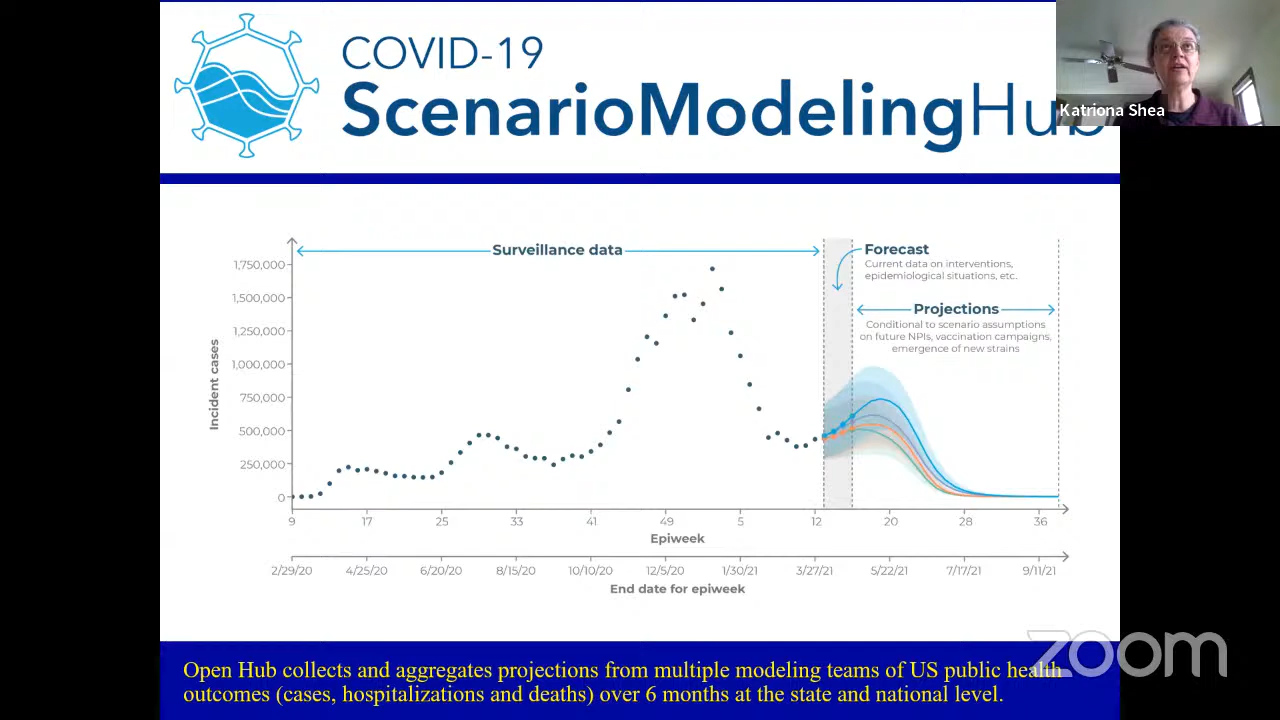 COVID-19
ScenarioModelingHub
Katriona Shea
Surveillance data
Forecast
Current data on interventions,
epidemiological situations, etc.
Projections
Conditional to scenario assumptions
on future NPIs, vaccination campaigns,
emergence of new strains
Incident cases
1,750,000
1,500,000
1,250,000
1,000,000
750,000
500,000
250,000
0
9 17 25 33 41 49 5 12 20 28 36
Epiweek
2/29/20 4/25/20 6/20/20 8/15/20 10/10/20 12/5/20 1/30/21 3/27/21 5/22/21 7/17/21 9/11/21
End date for epiweek
Open Hub collects and aggregates projections from multiple modeling teams of US public health
outcomes (cases, hospitalizations and deaths) over 6 months at the state and national level.
zoom